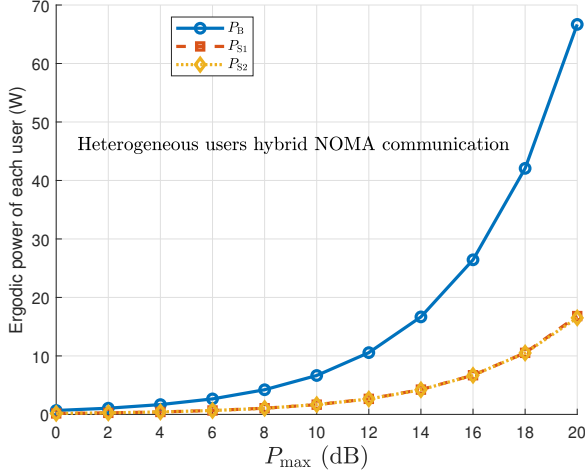 70
60
50
40
30
20
10
0
Ergodic power of each user (W)
P_B
P_S1
P_S2
Heterogeneous users hybrid NOMA communication
0 2 4 6 8 10 12 14 16 18 20
P_max (dB)